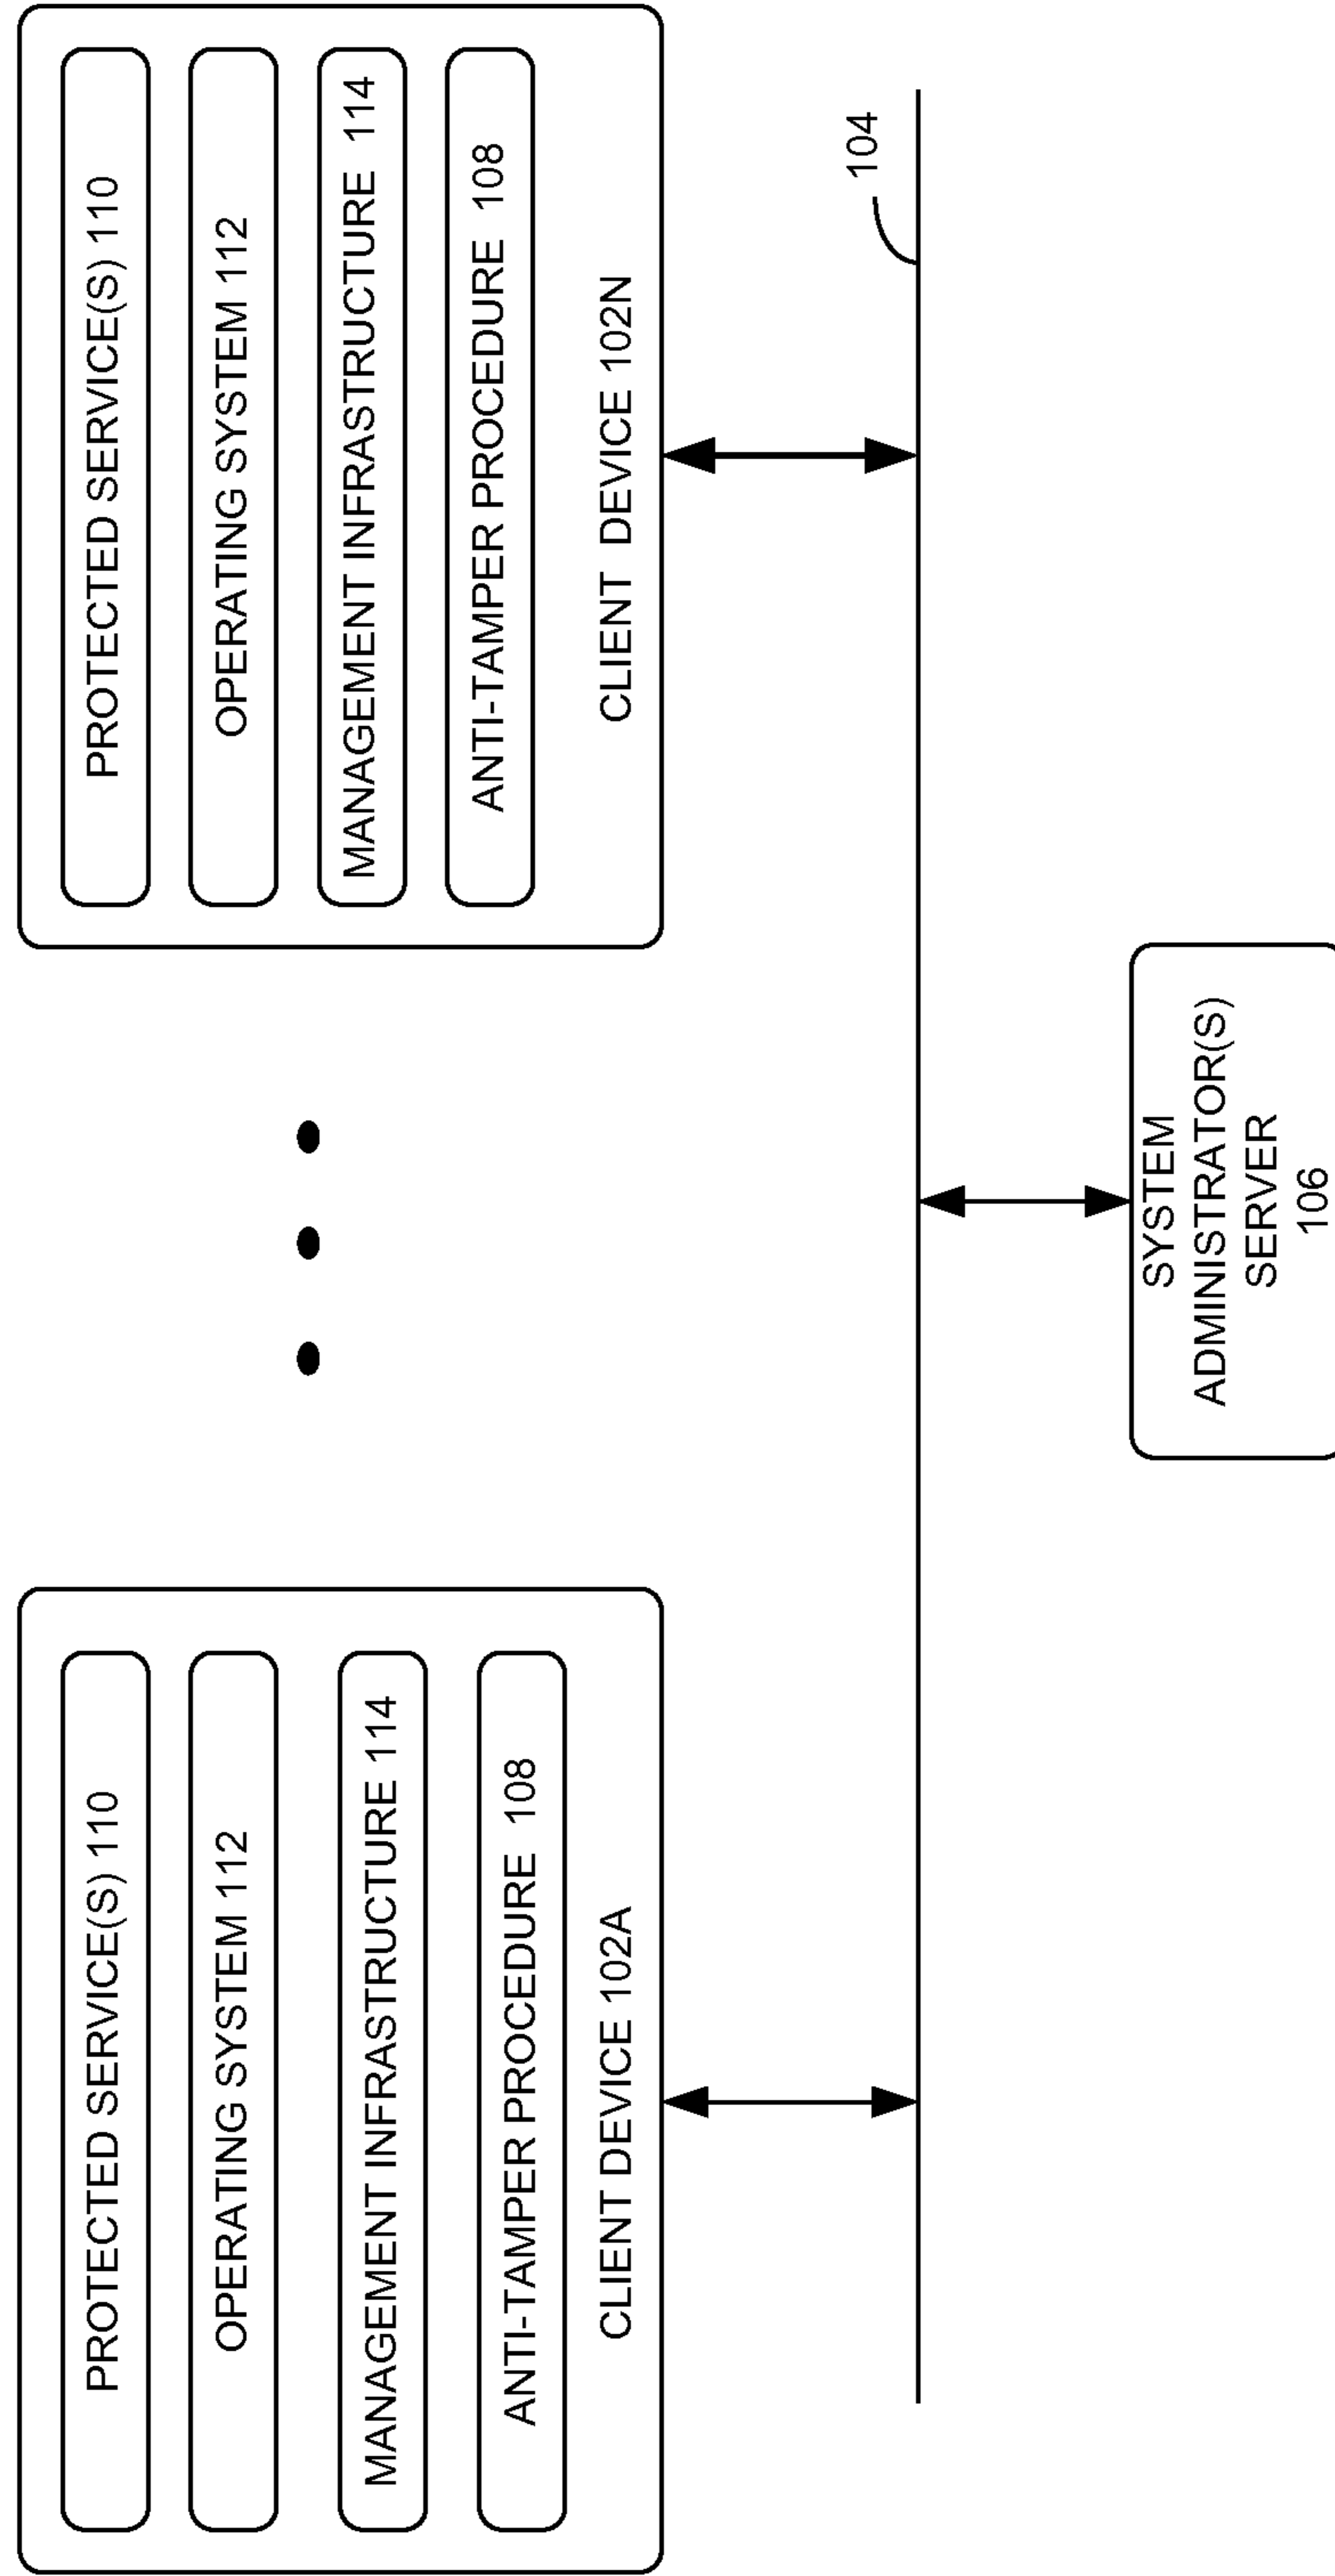 PROTECTED SERVICE(S) 110
OPERATING SYSTEM 112
MANAGEMENT INFRASTRUCTURE 114
ANTI-TAMPER PROCEDURE 108
CLIENT DEVICE 102A
PROTECTED SERVICE(S) 110
OPERATING SYSTEM 112
MANAGEMENT INFRASTRUCTURE 114
ANTI-TAMPER PROCEDURE 108
CLIENT DEVICE 102N
104
SYSTEM
ADMINISTRATOR(S)
SERVER
106